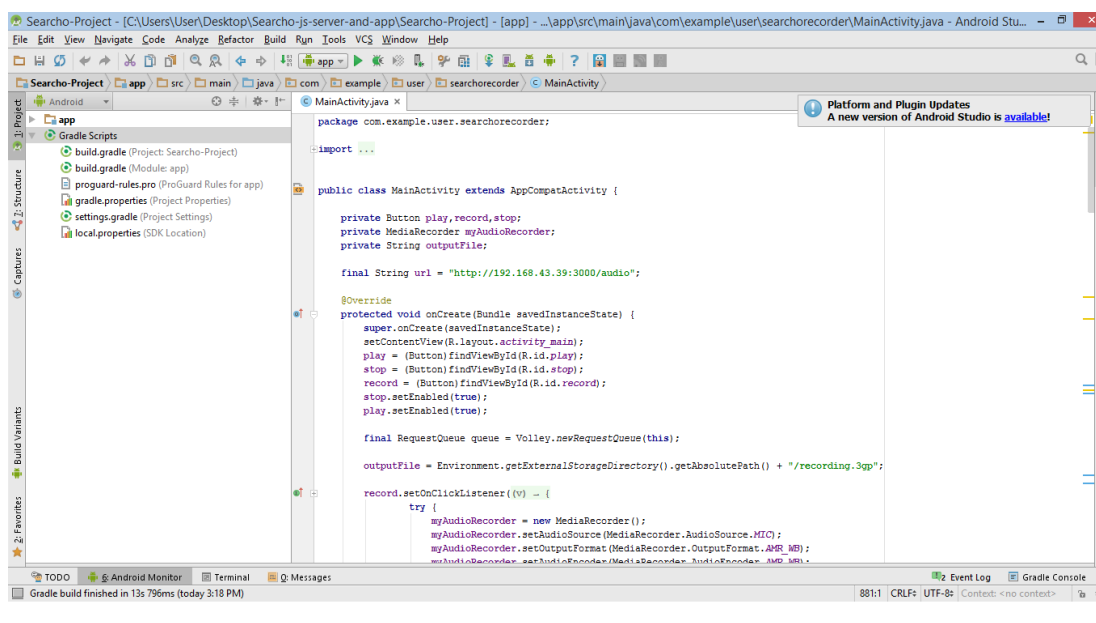 Searcho-Project - [C:\Users\User\Desktop\Searcho-js-server-and-app\Searcho-Project] - [app] - ...\app\src\main\java\com\example\user\searchorecorder\MainActivity.java - Android Stu...
File Edit View Navigate Code Analyze Refactor Build Run Tools VCS Window Help
app
Searcho-Project app src main java com example user searchorecorder MainActivity
1: Project
Z: Structure
Captures
Build Variants
2: Favorites
Android
app
Gradle Scripts
build.gradle (Project: Searcho-Project)
build.gradle (Module: app)
proguard-rules.pro (ProGuard Rules for app)
gradle.properties (Project Properties)
settings.gradle (Project Settings)
local.properties (SDK Location)
MainActivity.java ×
Platform and Plugin Updates
A new version of Android Studio is available!
package com.example.user.searchorecorder;
import ...
public class MainActivity extends AppCompatActivity {
private Button play,record,stop;
private MediaRecorder myAudioRecorder;
private String outputFile;
final String url = "http://192.168.43.39:3000/audio";
@Override
protected void onCreate(Bundle savedInstanceState) {
super.onCreate(savedInstanceState);
setContentView(R.layout.activity_main);
play = (Button)findViewById(R.id.play);
stop = (Button)findViewById(R.id.stop);
record = (Button)findViewById(R.id.record);
stop.setEnabled(true);
play.setEnabled(true);
final RequestQueue queue = Volley.newRequestQueue(this);
outputFile = Environment.getExternalStorageDirectory().getAbsolutePath() + "/recording.3gp";
record.setOnClickListener((v) → {
try {
myAudioRecorder = new MediaRecorder();
myAudioRecorder.setAudioSource(MediaRecorder.AudioSource.MIC);
myAudioRecorder.setOutputFormat(MediaRecorder.OutputFormat.AMR_WB);
myAudioRecorder.setAudioEncoder(MediaRecorder.AudioEncoder.AMR_WB);
TODO 6: Android Monitor Terminal 0: Messages 2 Event Log Gradle Console
Gradle build finished in 13s 796ms (today 3:18 PM) 881:1 CRLF÷ UTF-8÷ Context: <no context>